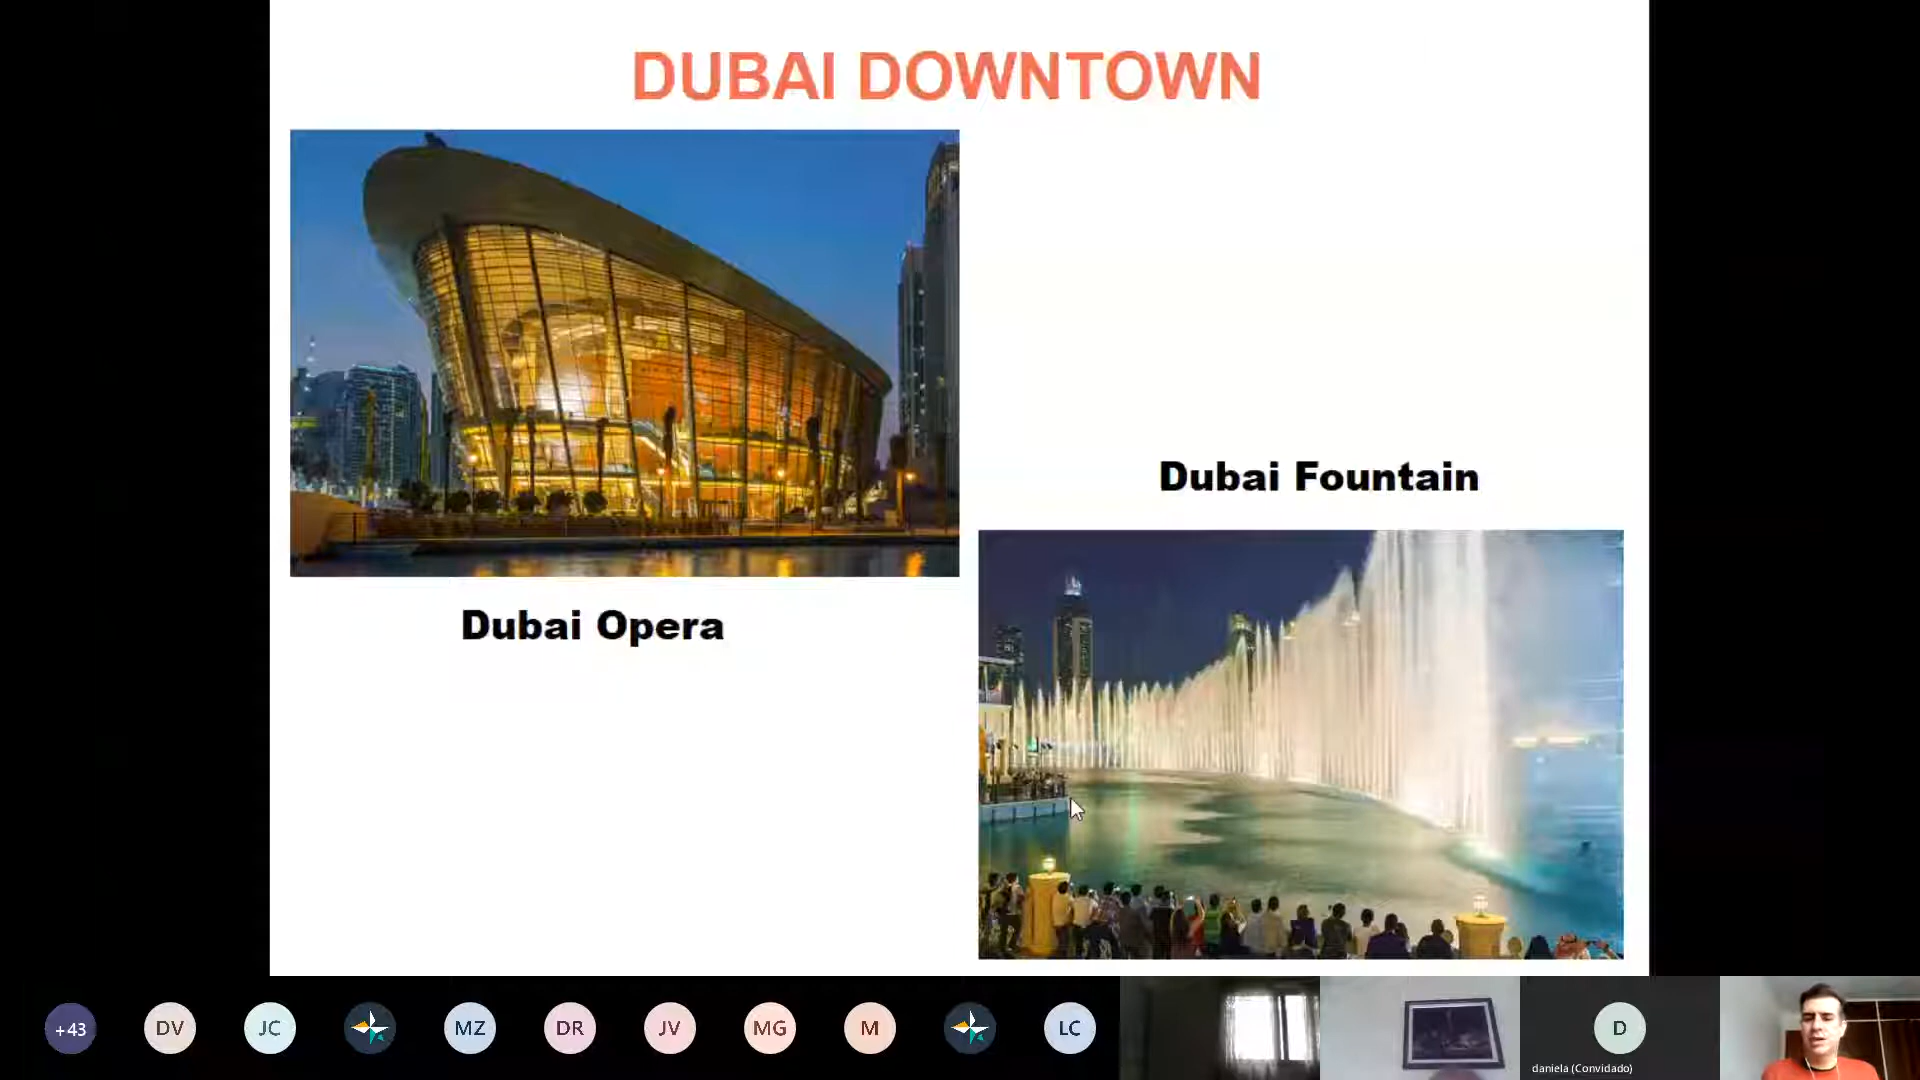 DUBAI DOWNTOWN
Dubai Fountain
Dubai Opera
+43
DV
JC
MZ
DR
JV
MG
M
LC
D
daniela (Convidado)